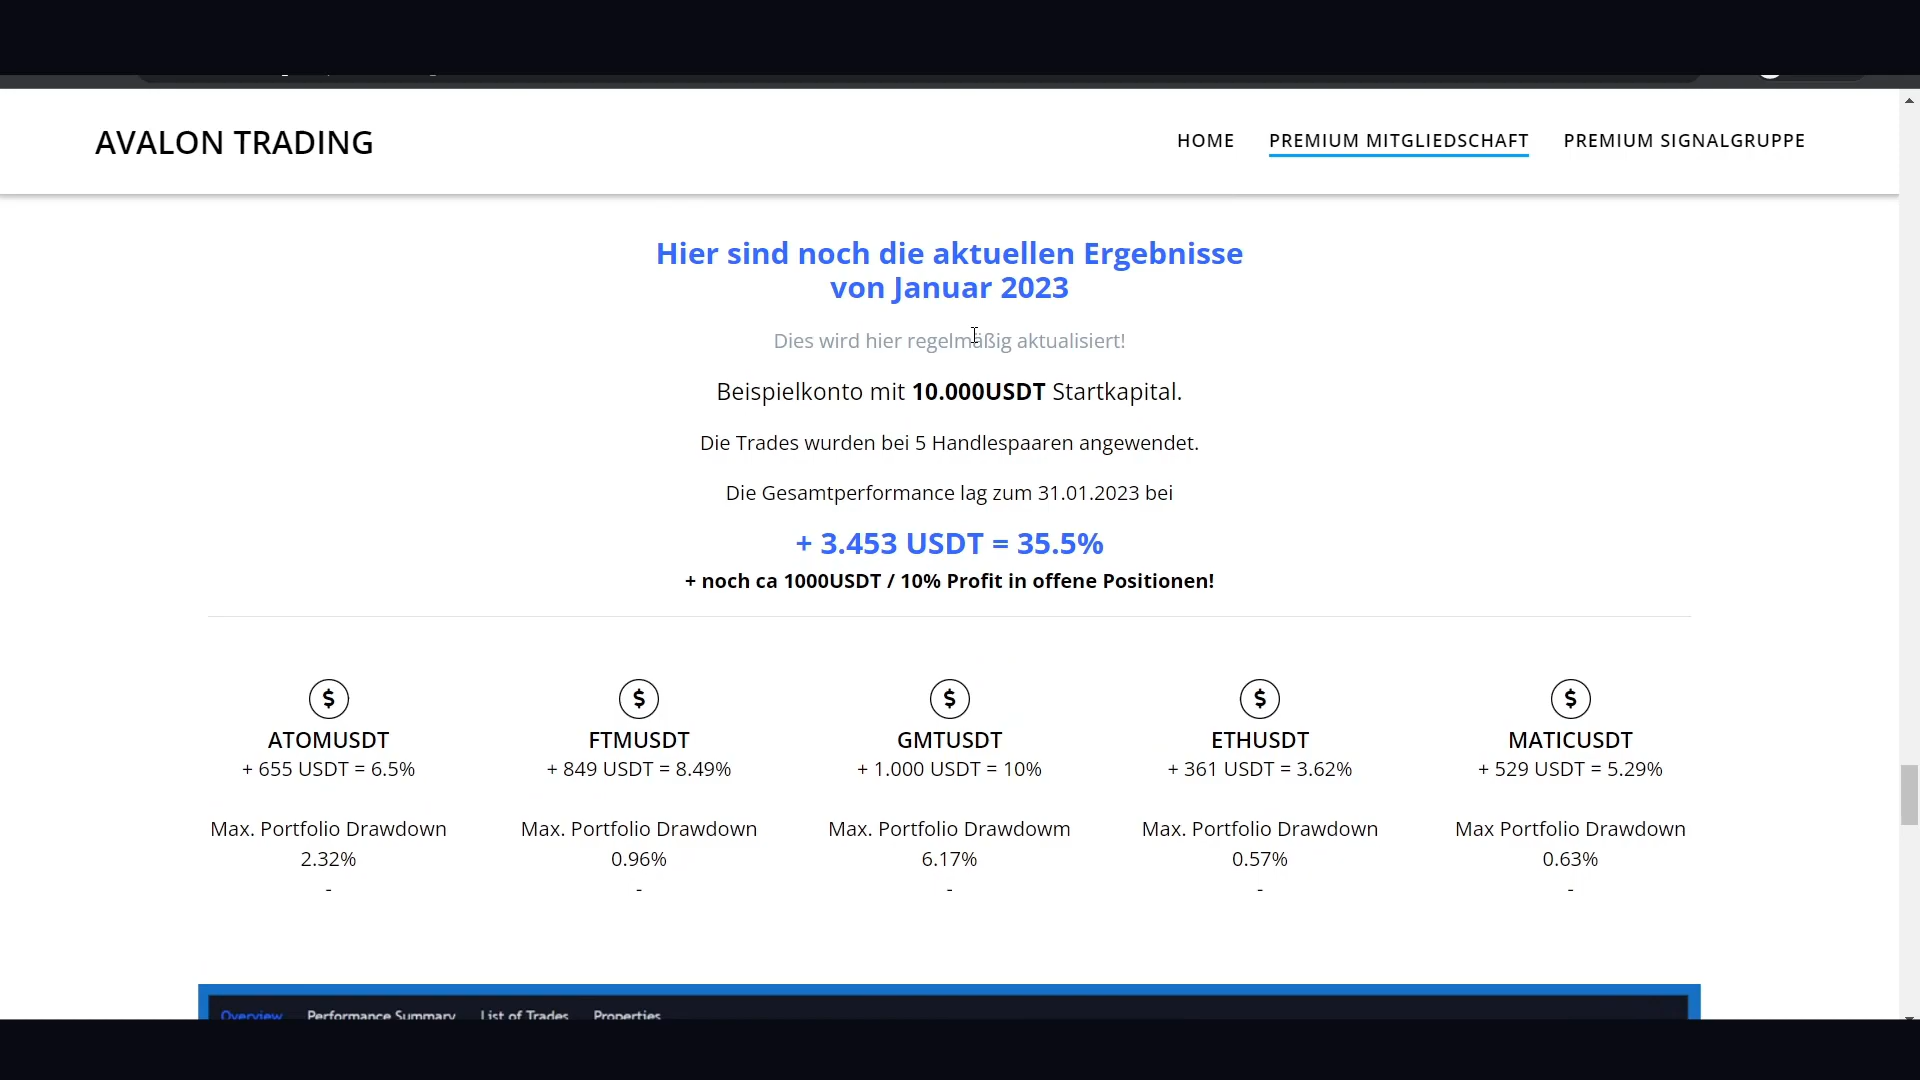 AVALON TRADING
HOME PREMIUM MITGLIEDSCHAFT PREMIUM SIGNALGRUPPE
Hier sind noch die aktuellen Ergebnisse
von Januar 2023
Dies wird hier regelmäßig aktualisiert!
Beispielkonto mit 10.000USDT Startkapital.
Die Trades wurden bei 5 Handlespaaren angewendet.
Die Gesamtperformance lag zum 31.01.2023 bei
+ 3.453 USDT = 35.5%
+ noch ca 1000USDT / 10% Profit in offene Positionen!
$ $ $ $ $
ATOMUSDT FTMUSDT GMTUSDT ETHUSDT MATICUSDT
+ 655 USDT = 6.5% + 849 USDT = 8.49% + 1.000 USDT = 10% + 361 USDT = 3.62% + 529 USDT = 5.29%
Max. Portfolio Drawdown Max. Portfolio Drawdown Max. Portfolio Drawdowm Max. Portfolio Drawdown Max Portfolio Drawdown
2.32% 0.96% 6.17% 0.57% 0.63%
- - - - -
Overview Performance Summary List of Trades Properties